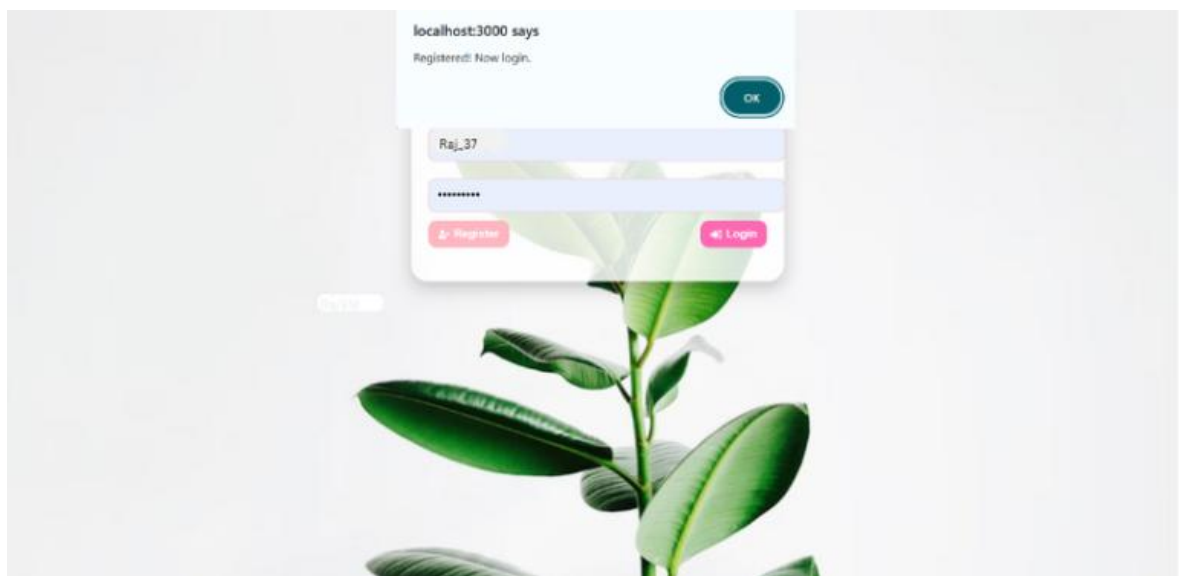 localhost:3000 says
Registered! Now login.
OK
Raj_37
•••••••••
Register
Login